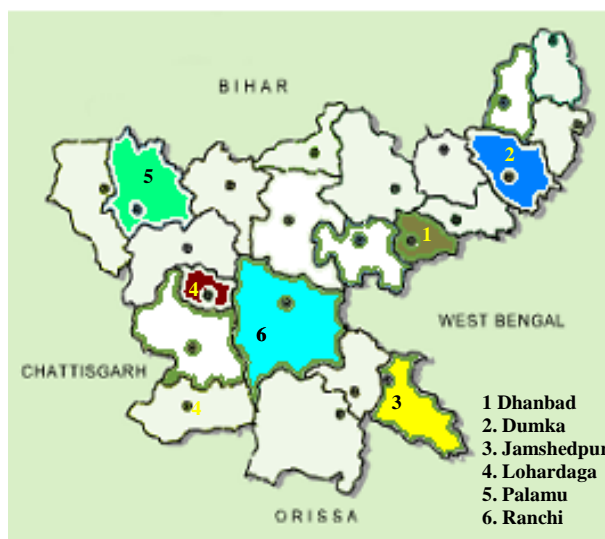 BIHAR
2
5
1
4
6
WEST BENGAL
CHATTISGARH
3
4
1 Dhanbad
2. Dumka
3. Jamshedpur
4. Lohardaga
5. Palamu
6. Ranchi
ORISSA